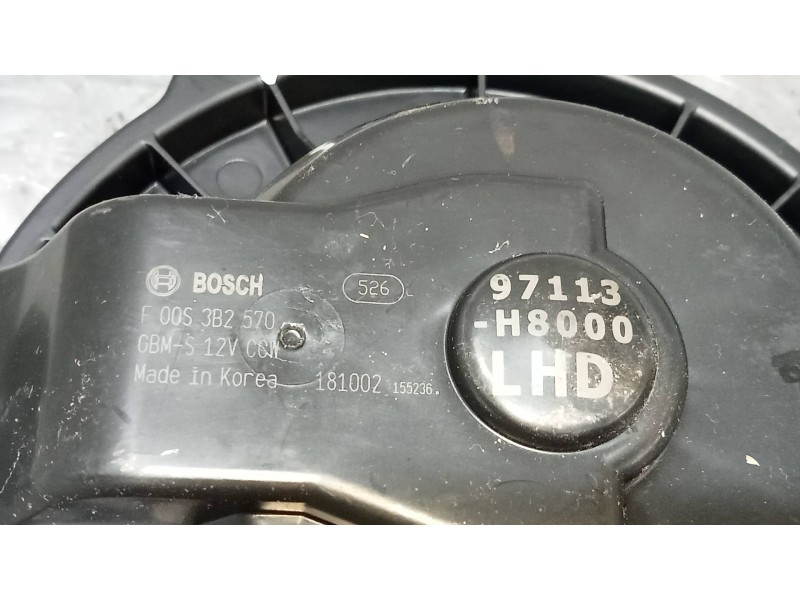 BOSCH
526
F 00S 3B2 570
GBM-S 12V CCW
Made in Korea 181002 155236.
97113
-H8000
LHD